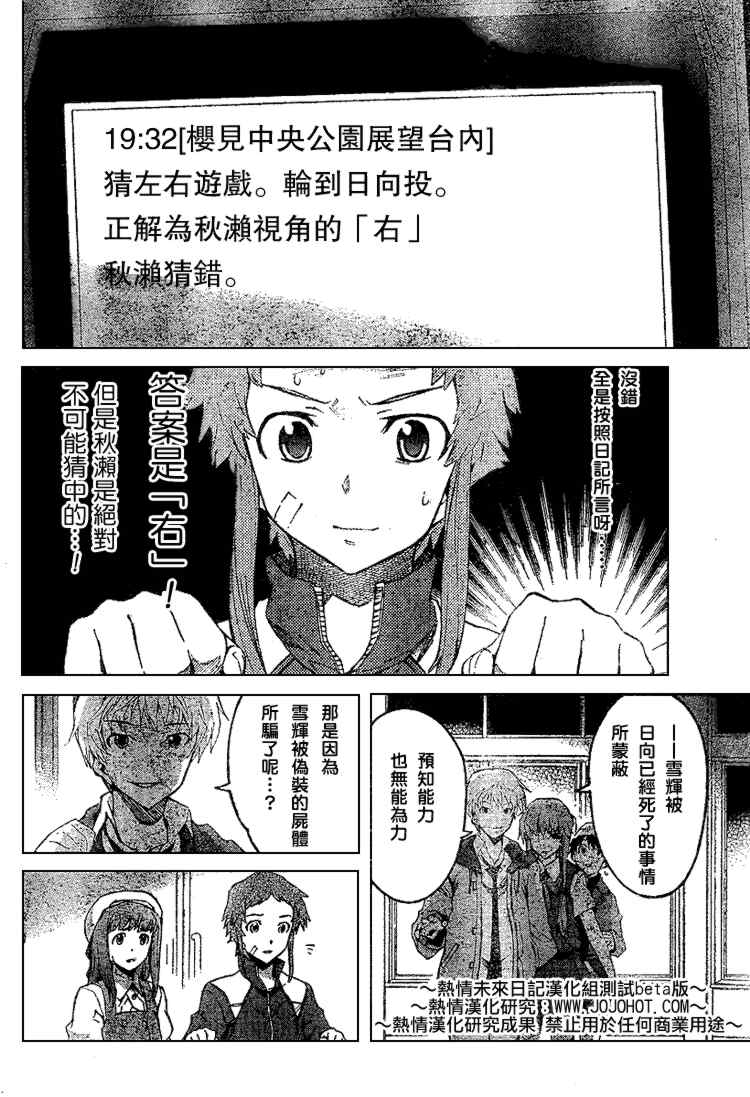 19:32[櫻見中央公園展望台內]
猜左右遊戲。輪到日向投。
正解為秋瀨視角的「右」
秋瀨猜錯。
沒錯
全是按照日記所言呀……
答案是「右」！
但是秋瀨是絕對
不可能猜中的…！
——雪輝被
日向已經死了的事情
所蒙蔽
預知能力
也無能為力
那是因為
雪輝被偽裝的屍體
所騙了呢…？
～熱情未來日記漢化組測試beta版～
～熱情漢化研究：WWW.JOJOHOT.COM～
～熱情漢化研究成果 禁止用於任何商業用途～